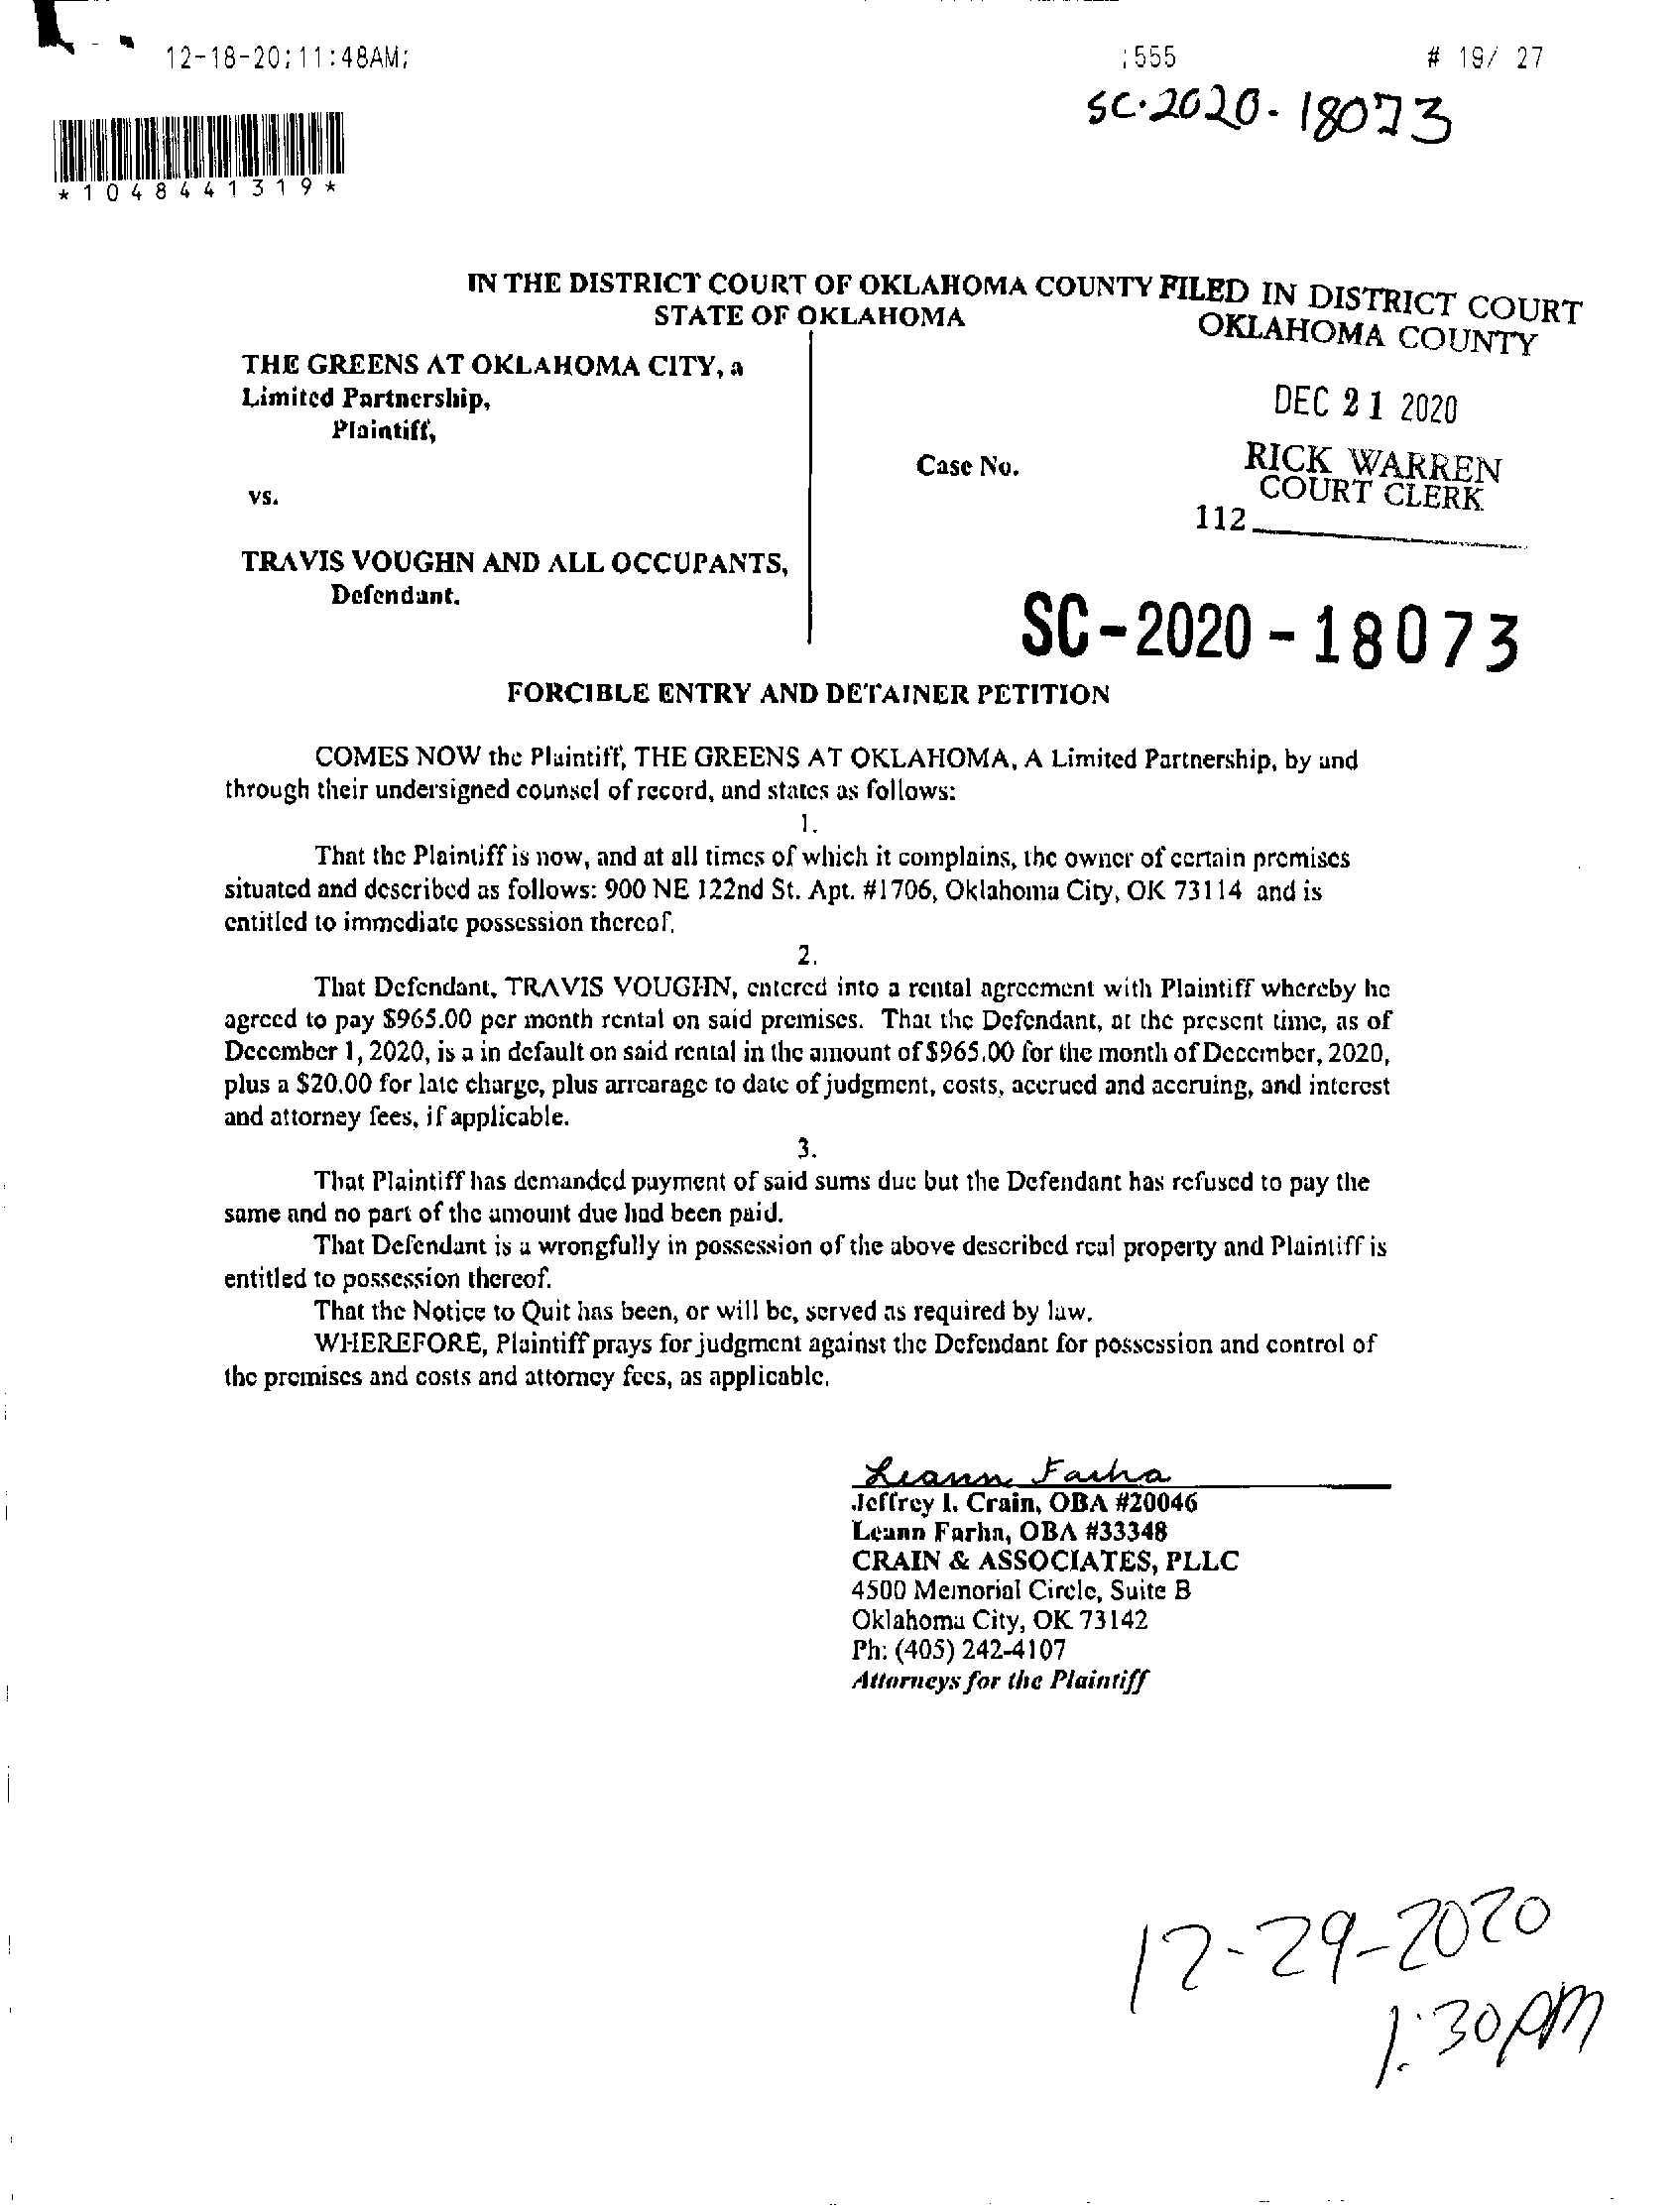 12-18-20;11:48AM; ;555 # 19/ 27
SC-2020-18073
*1048441319*
IN THE DISTRICT COURT OF OKLAHOMA COUNTY FILED IN DISTRICT COURT
STATE OF OKLAHOMA OKLAHOMA COUNTY
THE GREENS AT OKLAHOMA CITY, a
Limited Partnership, DEC 21 2020
Plaintiff,
Case No. RICK WARREN
vs. COURT CLERK
112
TRAVIS VOUGHN AND ALL OCCUPANTS,
Defendant.
SC-2020-18073
FORCIBLE ENTRY AND DETAINER PETITION
COMES NOW the Plaintiff, THE GREENS AT OKLAHOMA, A Limited Partnership, by and
through their undersigned counsel of record, and states as follows:
1.
That the Plaintiff is now, and at all times of which it complains, the owner of certain premises
situated and described as follows: 900 NE 122nd St. Apt. #1706, Oklahoma City, OK 73114 and is
entitled to immediate possession thereof.
2.
That Defendant, TRAVIS VOUGHN, entered into a rental agreement with Plaintiff whereby he
agreed to pay $965.00 per month rental on said premises. That the Defendant, at the present time, as of
December 1, 2020, is a in default on said rental in the amount of $965.00 for the month of December, 2020,
plus a $20.00 for late charge, plus arrearage to date of judgment, costs, accrued and accruing, and interest
and attorney fees, if applicable.
3.
That Plaintiff has demanded payment of said sums due but the Defendant has refused to pay the
same and no part of the amount due had been paid.
That Defendant is a wrongfully in possession of the above described real property and Plaintiff is
entitled to possession thereof.
That the Notice to Quit has been, or will be, served as required by law.
WHEREFORE, Plaintiff prays for judgment against the Defendant for possession and control of
the premises and costs and attorney fees, as applicable.
Leann Farha
Jeffrey I. Crain, OBA #20046
Leann Farha, OBA #33348
CRAIN & ASSOCIATES, PLLC
4500 Memorial Circle, Suite B
Oklahoma City, OK 73142
Ph: (405) 242-4107
Attorneys for the Plaintiff
12-29-2020
1:30PM